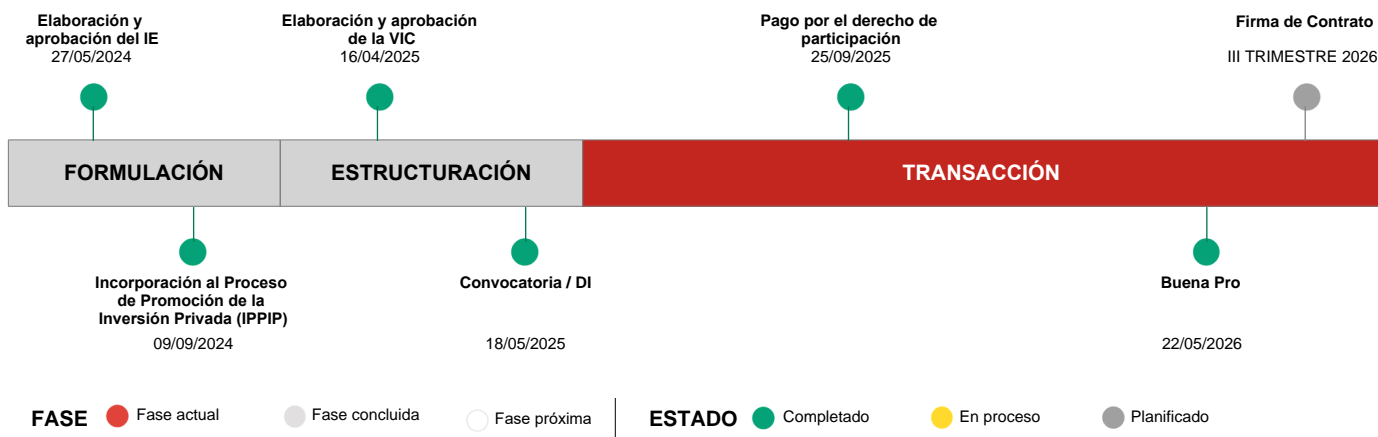 Elaboración y
aprobación del IE
27/05/2024
Elaboración y aprobación
de la VIC
16/04/2025
Pago por el derecho de
participación
25/09/2025
Firma de Contrato
III TRIMESTRE 2026
FORMULACIÓN
ESTRUCTURACIÓN
TRANSACCIÓN
Incorporación al Proceso
de Promoción de la
Inversión Privada (IPPIP)
09/09/2024
Convocatoria / DI
18/05/2025
Buena Pro
22/05/2026
FASE
Fase actual
Fase concluida
Fase próxima
ESTADO
Completado
En proceso
Planificado